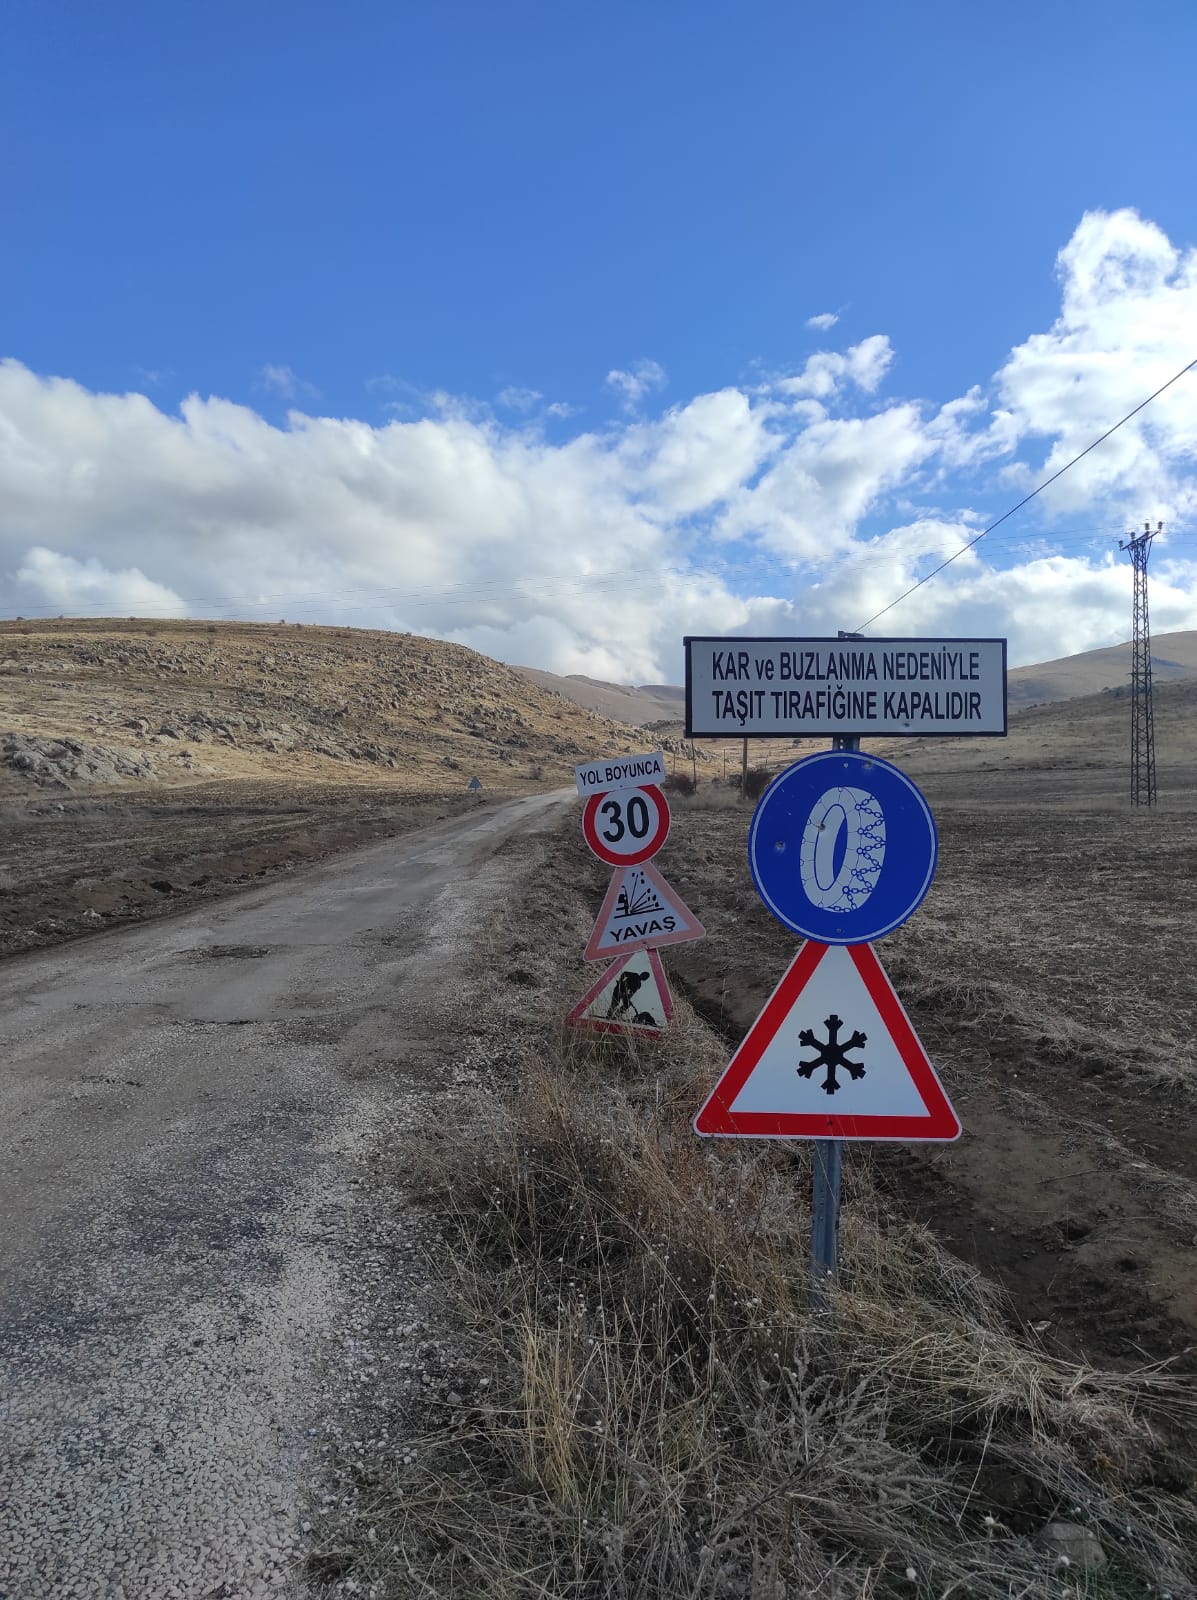 KAR ve BUZLANMA NEDENİYLE
TAŞIT TIRAFİĞİNE KAPALIDIR
YOL BOYUNCA
30
YAVAŞ